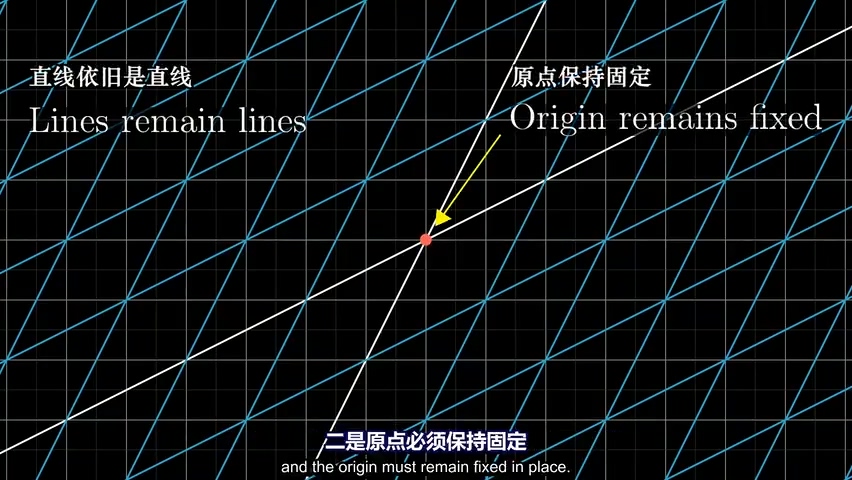 直线依旧是直线
Lines remain lines
原点保持固定
Origin remains fixed
二是原点必须保持固定
and the origin must remain fixed in place.